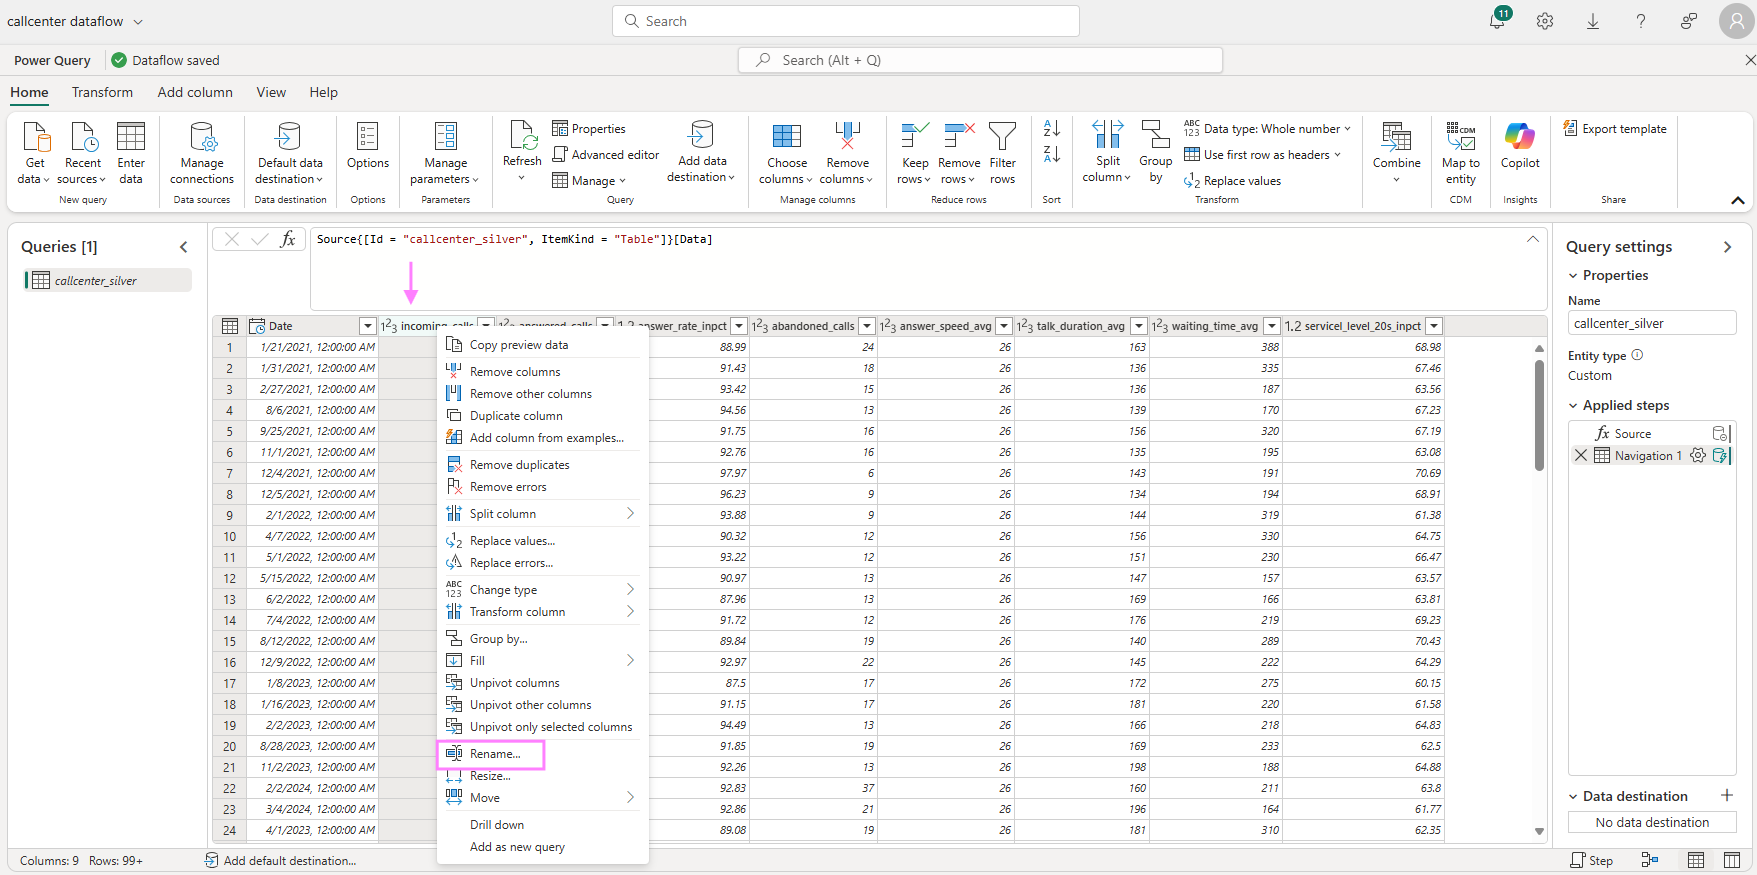 callcenter dataflow
Search
11
Power Query
Dataflow saved
Search (Alt + Q)
Home
Transform
Add column
View
Help
Get data
Recent sources
Enter data
New query
Manage connections
Data sources
Default data destination
Data destination
Options
Options
Manage parameters
Parameters
Refresh
Properties
Advanced editor
Manage
Add data destination
Query
Choose columns
Remove columns
Manage columns
Keep rows
Remove rows
Filter rows
Reduce rows
Sort
Split column
Group by
Data type: Whole number
Use first row as headers
Replace values
Transform
Combine
Map to entity
CDM
Copilot
Insights
Export template
Share
Queries [1]
callcenter_silver
fx
Source{[Id = "callcenter_silver", ItemKind = "Table"]}[Data]
Date incoming_calls answered_calls answer_rate_inpct abandoned_calls answer_speed_avg talk_duration_avg waiting_time_avg 1.2 servicel_level_20s_inpct
1 1/21/2021, 12:00:00 AM 88.99 24 26 163 388 68.98
2 1/31/2021, 12:00:00 AM 91.43 18 26 136 335 67.46
3 2/27/2021, 12:00:00 AM 93.42 15 26 136 187 63.56
4 8/6/2021, 12:00:00 AM 94.56 13 26 139 170 67.23
5 9/25/2021, 12:00:00 AM 91.75 16 26 156 320 67.19
6 11/1/2021, 12:00:00 AM 92.76 16 26 135 195 63.08
7 12/4/2021, 12:00:00 AM 97.97 6 26 143 191 70.69
8 12/5/2021, 12:00:00 AM 96.23 9 26 134 194 68.91
9 2/1/2022, 12:00:00 AM 93.88 9 26 144 319 61.38
10 4/7/2022, 12:00:00 AM 90.32 12 26 156 330 64.75
11 5/1/2022, 12:00:00 AM 93.22 12 26 151 230 66.47
12 5/15/2022, 12:00:00 AM 90.97 13 26 147 157 63.57
13 6/2/2022, 12:00:00 AM 87.96 13 26 169 166 63.81
14 7/4/2022, 12:00:00 AM 91.72 12 26 176 219 69.23
15 8/12/2022, 12:00:00 AM 89.84 19 26 140 289 70.43
16 12/9/2022, 12:00:00 AM 92.97 22 26 145 222 64.29
17 1/8/2023, 12:00:00 AM 87.5 17 26 172 275 60.15
18 1/16/2023, 12:00:00 AM 91.15 17 26 181 220 61.58
19 2/2/2023, 12:00:00 AM 94.49 13 26 166 218 64.83
20 8/28/2023, 12:00:00 AM 91.85 19 26 169 233 62.5
21 11/2/2023, 12:00:00 AM 92.26 13 26 198 188 64.88
22 2/2/2024, 12:00:00 AM 92.83 37 26 160 211 63.8
23 3/4/2024, 12:00:00 AM 92.86 21 26 196 164 61.77
24 4/1/2023, 12:00:00 AM 89.08 19 26 181 310 62.35
Copy preview data
Remove columns
Remove other columns
Duplicate column
Add column from examples...
Remove duplicates
Remove errors
Split column
Replace values...
Replace errors...
Change type
Transform column
Group by...
Fill
Unpivot columns
Unpivot other columns
Unpivot only selected columns
Rename...
Resize...
Move
Drill down
Add as new query
Query settings
Properties
Name
callcenter_silver
Entity type
Custom
Applied steps
fx Source
Navigation 1
Data destination
No data destination
Columns: 9 Rows: 99+
Add default destination...
Step